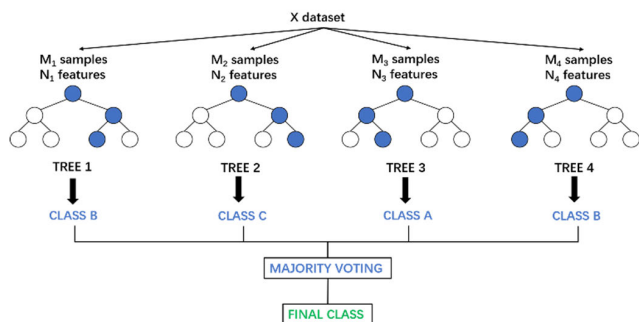 X dataset
M₁ samples
N₁ features
M₂ samples
N₂ features
M₃ samples
N₃ features
M₄ samples
N₄ features
TREE 1
TREE 2
TREE 3
TREE 4
CLASS B
CLASS C
CLASS A
CLASS B
MAJORITY VOTING
FINAL CLASS